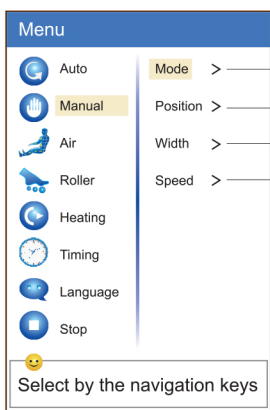 Menu
Auto
Manual
Air
Roller
Heating
Timing
Language
Stop
Mode >
Position >
Width >
Speed >
Select by the navigation keys